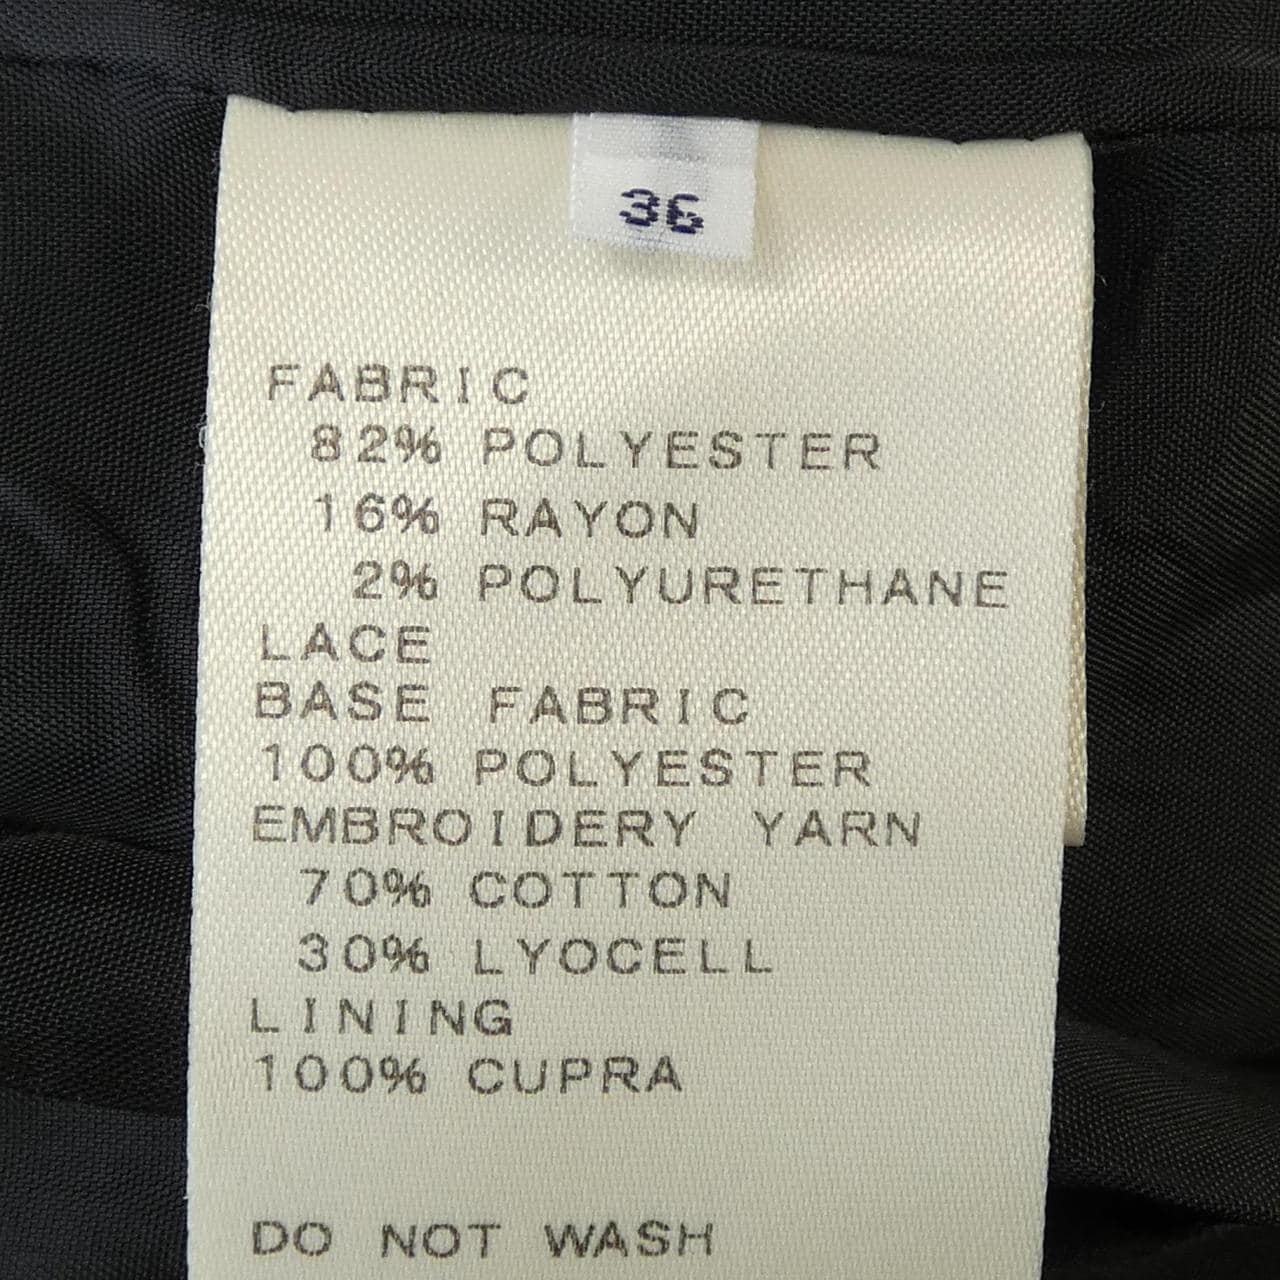 36
FABRIC
82% POLYESTER
16% RAYON
2% POLYURETHANE
LACE
BASE FABRIC
100% POLYESTER
EMBROIDERY YARN
70% COTTON
30% LYOCELL
LINING
100% CUPRA
DO NOT WASH